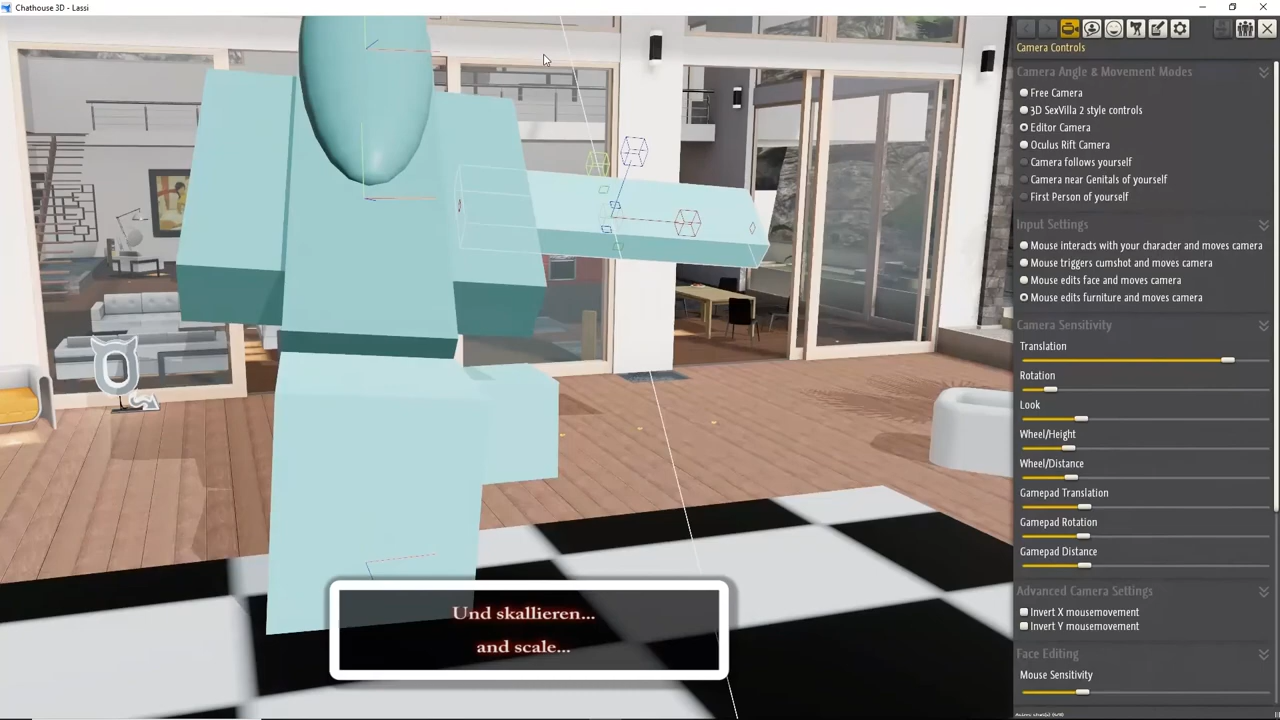 Chathouse 3D - Lassi
Camera Controls
Camera Angle & Movement Modes
Free Camera
3D SexVilla 2 style controls
Editor Camera
Oculus Rift Camera
Camera follows yourself
Camera near Genitals of yourself
First Person of yourself
Input Settings
Mouse interacts with your character and moves camera
Mouse triggers cumshot and moves camera
Mouse edits face and moves camera
Mouse edits furniture and moves camera
Camera Sensitivity
Translation
Rotation
Look
Wheel/Height
Wheel/Distance
Gamepad Translation
Gamepad Rotation
Gamepad Distance
Advanced Camera Settings
Invert X mousemovement
Invert Y mousemovement
Face Editing
Mouse Sensitivity
Und skallieren...
and scale...